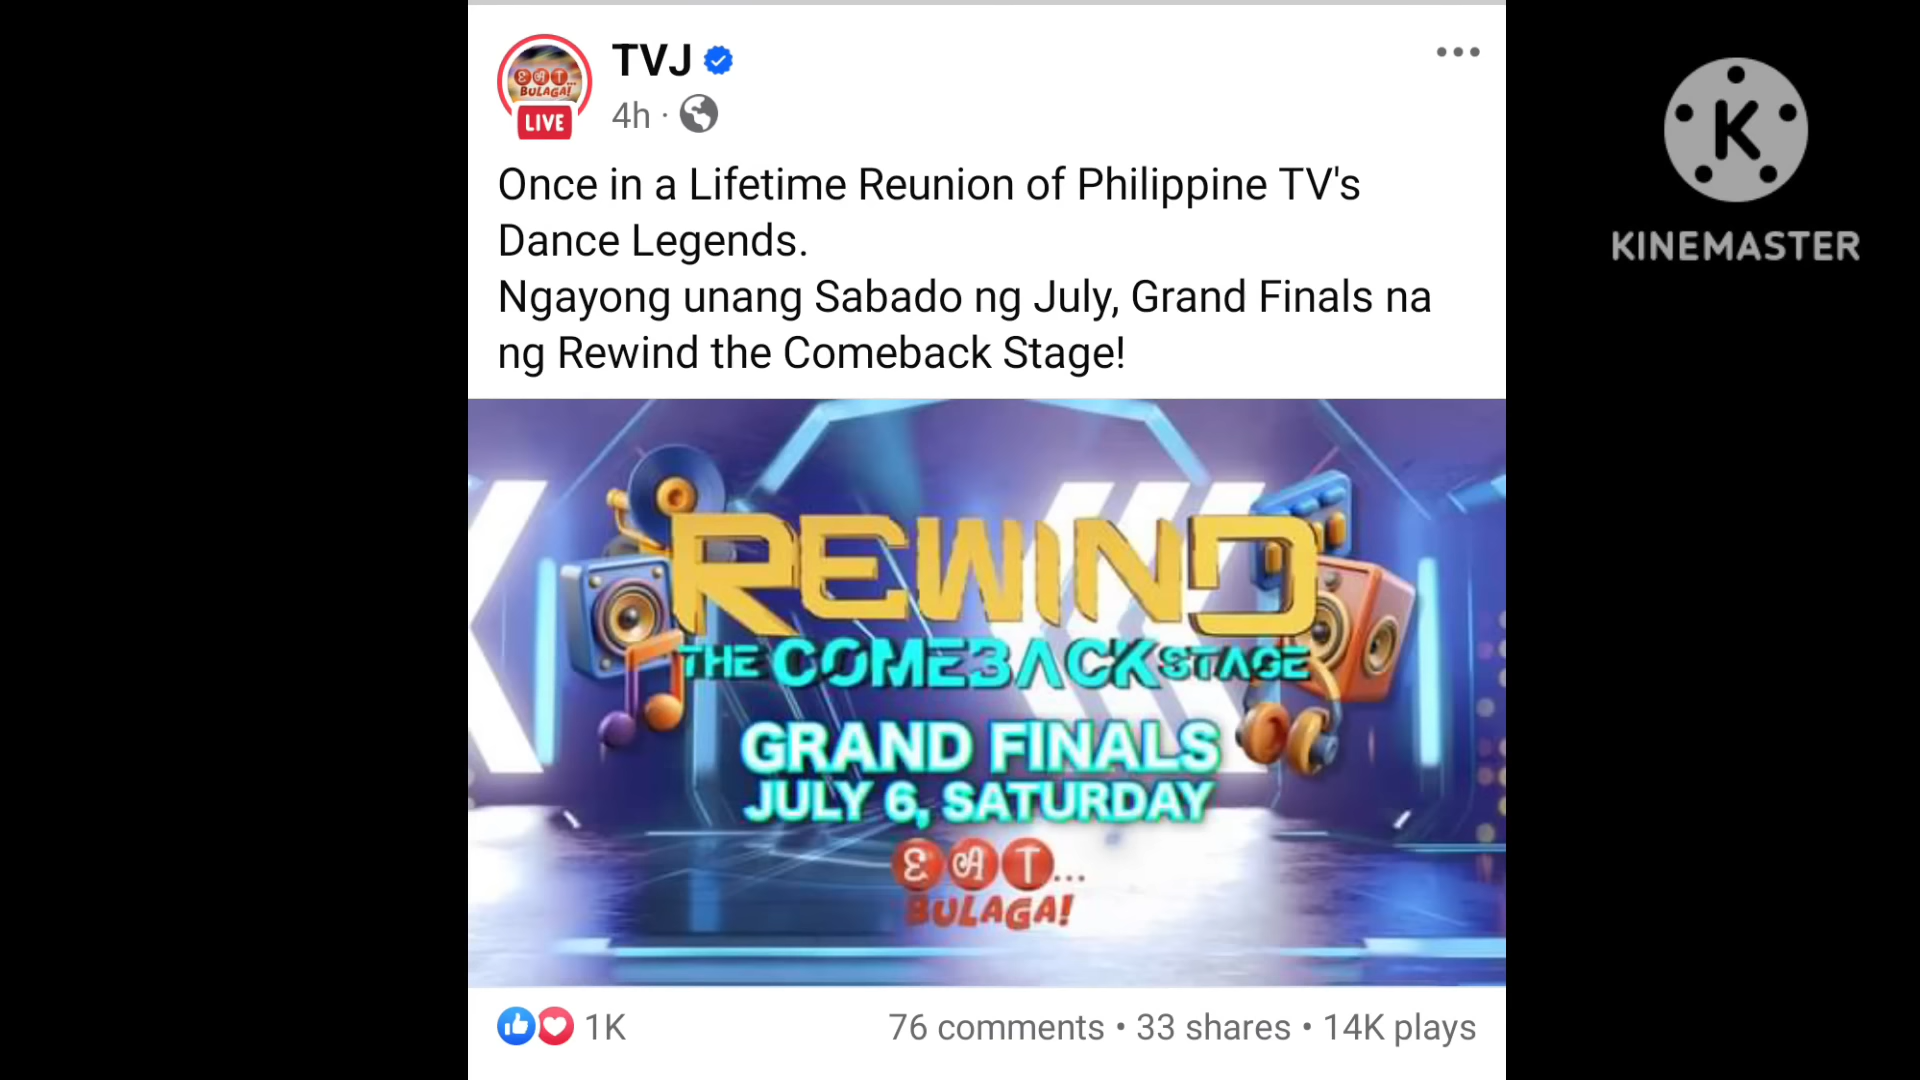 TVJ
4h ·
EAT...
BULAGA!
LIVE
Once in a Lifetime Reunion of Philippine TV's
Dance Legends.
Ngayong unang Sabado ng July, Grand Finals na
ng Rewind the Comeback Stage!
REWIND
THE COMEBACK STAGE
GRAND FINALS
JULY 6, SATURDAY
EAT...
BULAGA!
1K
76 comments • 33 shares • 14K plays
K
KINEMASTER